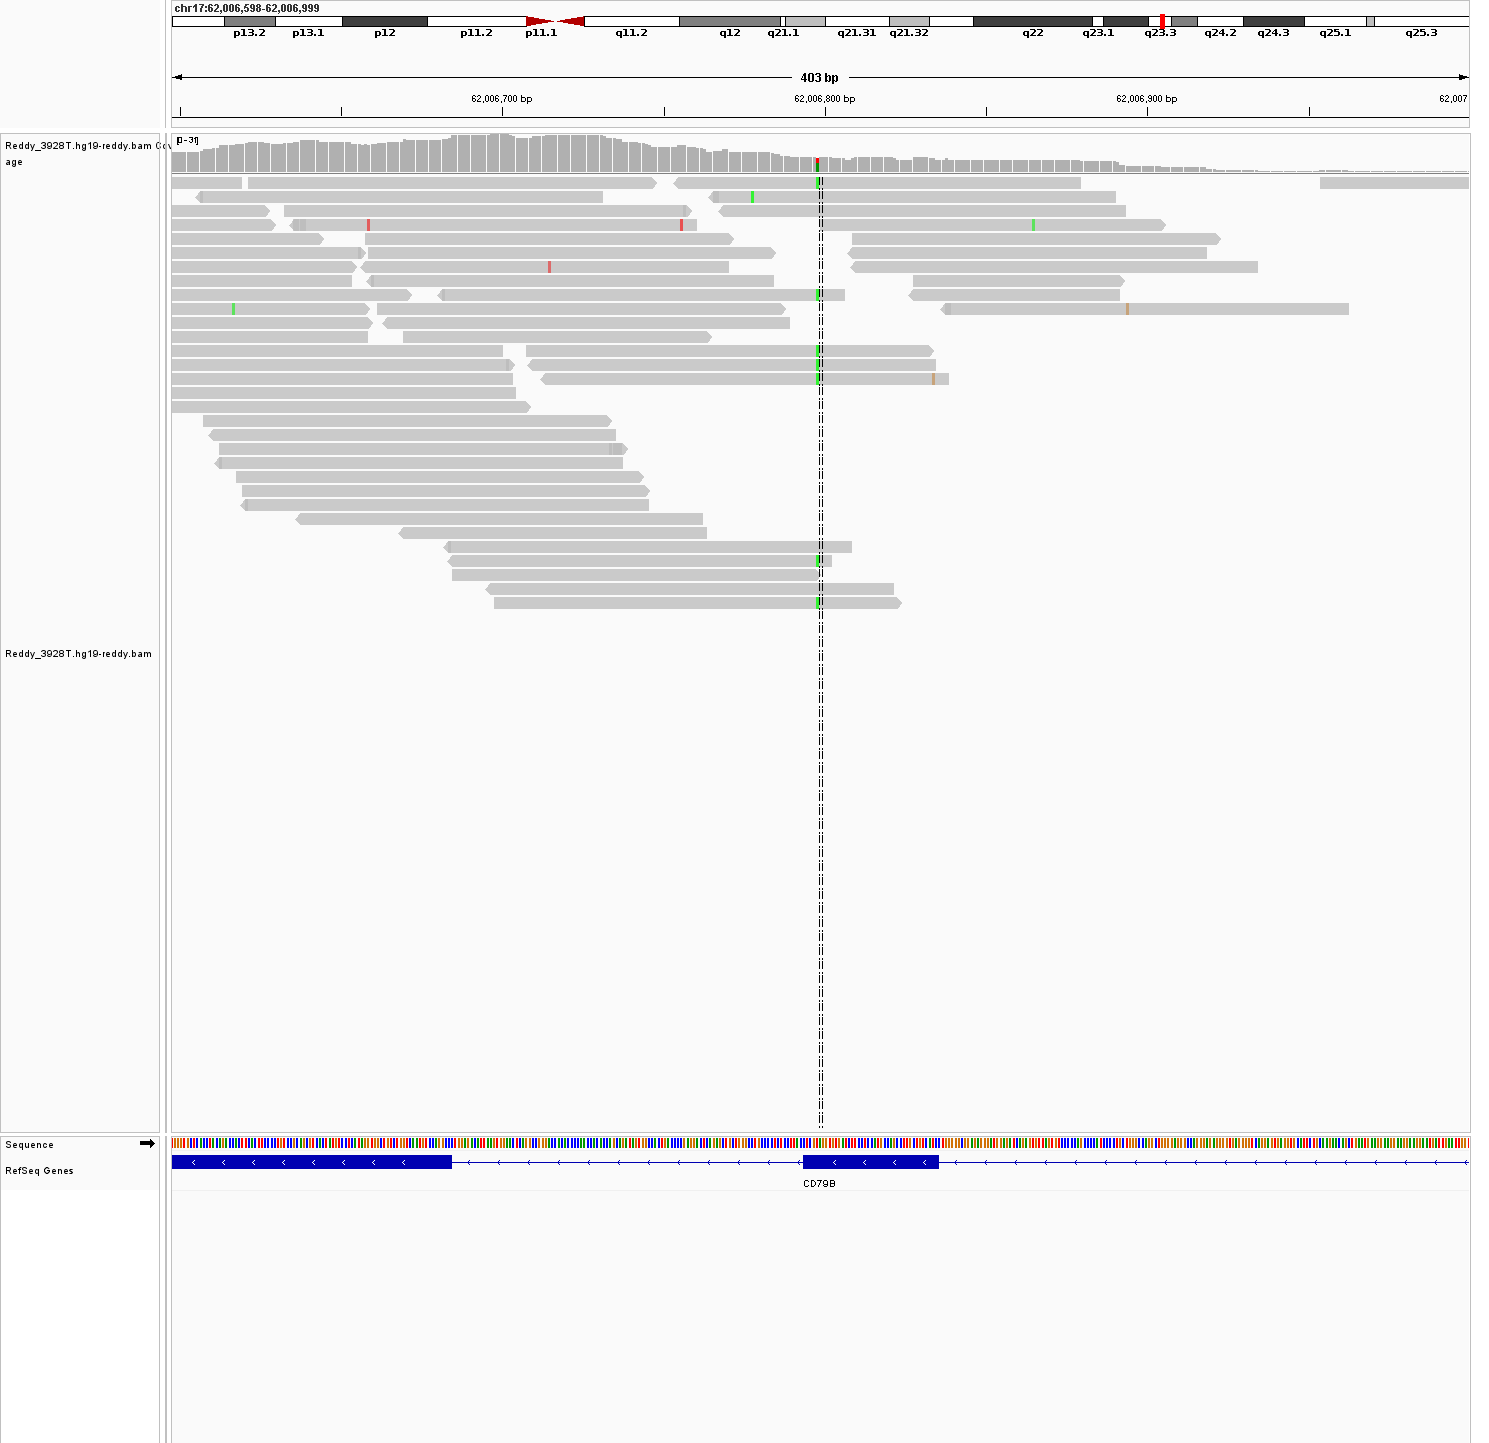 chr17:62,006,598-62,006,999
p13.2 p13.1 p12 p11.2 p11.1 q11.2 q12 q21.1 q21.31 q21.32 q22 q23.1 q23.3 q24.2 q24.3 q25.1 q25.3
403 bp
62,006,700 bp 62,006,800 bp 62,006,900 bp 62,007
Reddy_3928T.hg19-reddy.bam Cov
age
[0-31]
Reddy_3928T.hg19-reddy.bam
Sequence
RefSeq Genes
CD79B